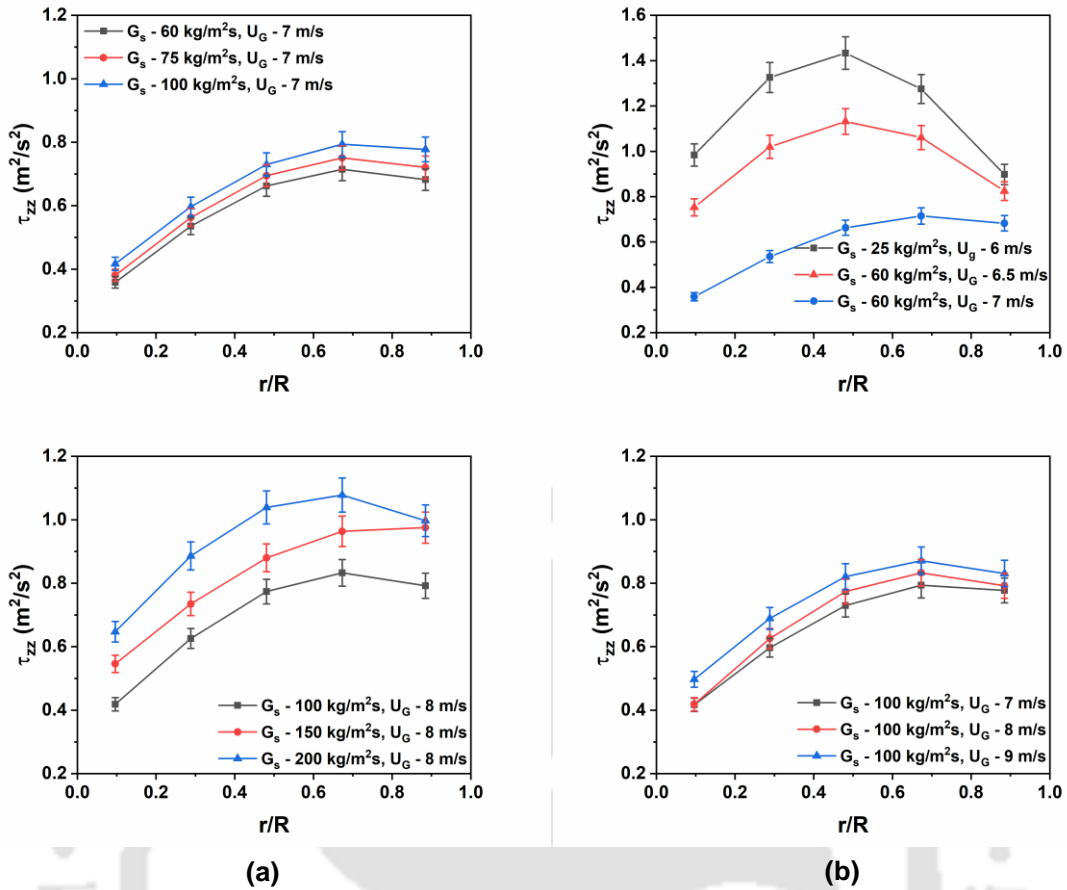 1.2
1.0
0.8
0.6
0.4
0.2
τzz (m²/s²)
Gs - 60 kg/m²s, UG - 7 m/s
Gs - 75 kg/m²s, UG - 7 m/s
Gs - 100 kg/m²s, UG - 7 m/s
0.0 0.2 0.4 0.6 0.8 1.0
r/R
1.6
1.4
1.2
1.0
0.8
0.6
0.4
0.2
τzz (m²/s²)
Gs - 25 kg/m²s, Ug - 6 m/s
Gs - 60 kg/m²s, UG - 6.5 m/s
Gs - 60 kg/m²s, UG - 7 m/s
0.0 0.2 0.4 0.6 0.8 1.0
r/R
1.2
1.0
0.8
0.6
0.4
0.2
τzz (m²/s²)
Gs - 100 kg/m²s, UG - 8 m/s
Gs - 150 kg/m²s, UG - 8 m/s
Gs - 200 kg/m²s, UG - 8 m/s
0.0 0.2 0.4 0.6 0.8 1.0
r/R
1.2
1.0
0.8
0.6
0.4
0.2
τzz (m²/s²)
Gs - 100 kg/m²s, UG - 7 m/s
Gs - 100 kg/m²s, UG - 8 m/s
Gs - 100 kg/m²s, UG - 9 m/s
0.0 0.2 0.4 0.6 0.8 1.0
r/R
(a)
(b)